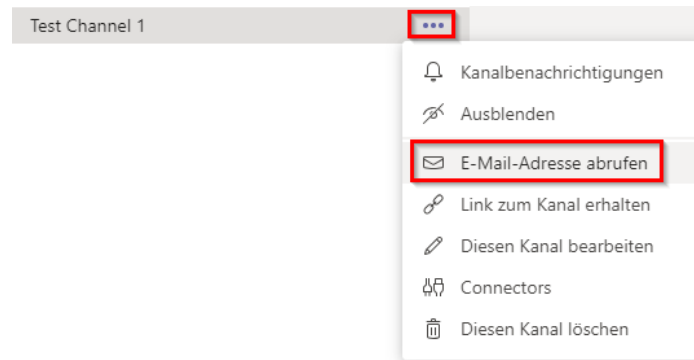 Test Channel 1
Kanalbenachrichtigungen
Ausblenden
E-Mail-Adresse abrufen
Link zum Kanal erhalten
Diesen Kanal bearbeiten
Connectors
Diesen Kanal löschen